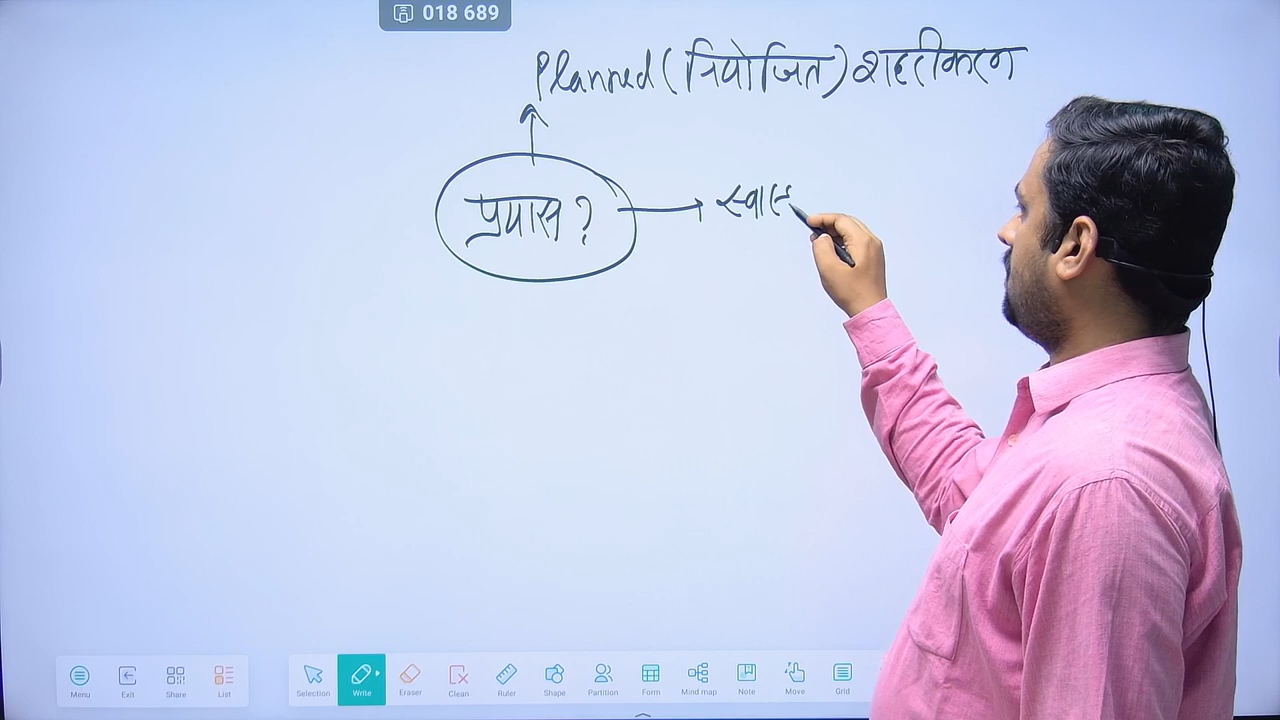 018 689
Planned (नियोजित) शहरीकरण
प्रयास ?
Menu
Exit
Share
List
Selection
Write
Eraser
Clean
Ruler
Shape
Partition
Form
Mind map
Note
Move
Grid